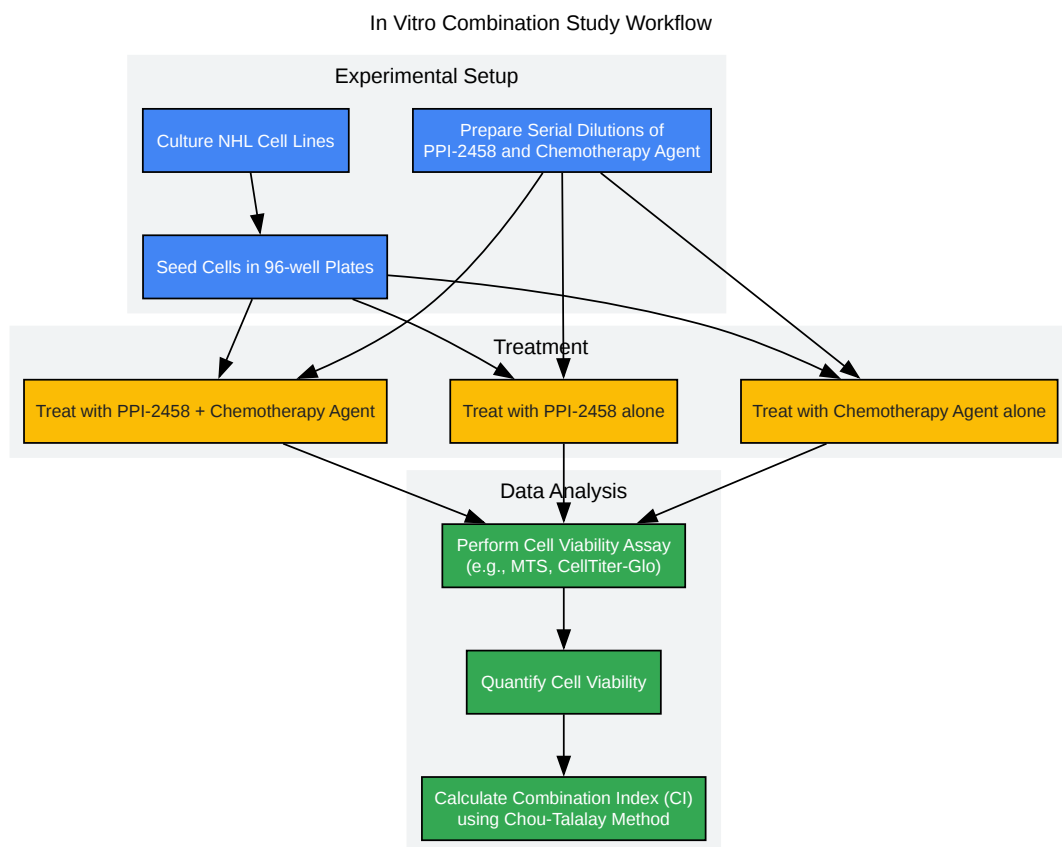 In Vitro Combination Study Workflow
Experimental Setup
Culture NHL Cell Lines
Prepare Serial Dilutions of
PPI-2458 and Chemotherapy Agent
Seed Cells in 96-well Plates
Treatment
Treat with PPI-2458 + Chemotherapy Agent
Treat with PPI-2458 alone
Treat with Chemotherapy Agent alone
Data Analysis
Perform Cell Viability Assay
(e.g., MTS, CellTiter-Glo)
Quantify Cell Viability
Calculate Combination Index (CI)
using Chou-Talalay Method